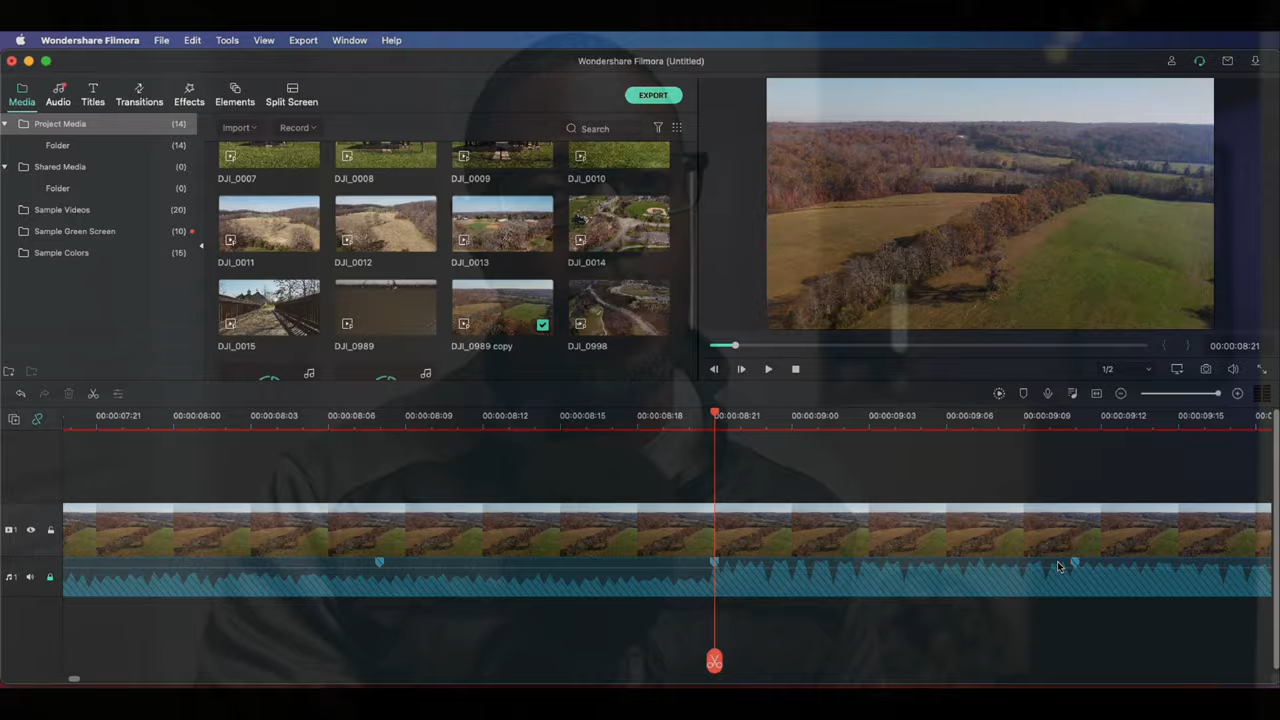 Wondershare Filmora File Edit Tools View Export Window Help
Wondershare Filmora (Untitled)
Media Audio Titles Transitions Effects Elements Split Screen
EXPORT
Project Media (14)
Folder (14)
Shared Media (0)
Folder (0)
Sample Videos (20)
Sample Green Screen (10)
Sample Colors (15)
Import Record Search
DJI_0007 DJI_0008 DJI_0009 DJI_0010
DJI_0011 DJI_0012 DJI_0013 DJI_0014
DJI_0015 DJI_0989 DJI_0989 copy DJI_0998
00:00:08:21
1/2
00:00:07:21 00:00:08:00 00:00:08:03 00:00:08:06 00:00:08:09 00:00:08:12 00:00:08:15 00:00:08:18 00:00:08:21 00:00:09:00 00:00:09:03 00:00:09:06 00:00:09:09 00:00:09:12 00:00:09:15
1
1